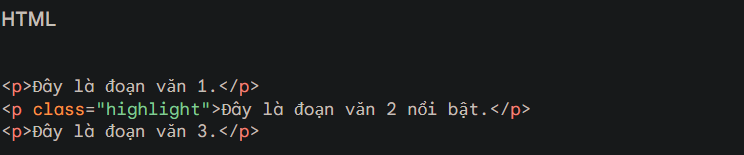 HTML
<p>Đây là đoạn văn 1.</p>
<p class="highlight">Đây là đoạn văn 2 nổi bật.</p>
<p>Đây là đoạn văn 3.</p>